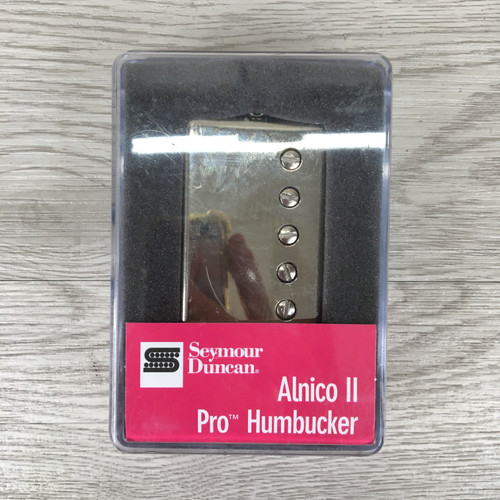 Seymour
Duncan®
Alnico II
Pro™ Humbucker